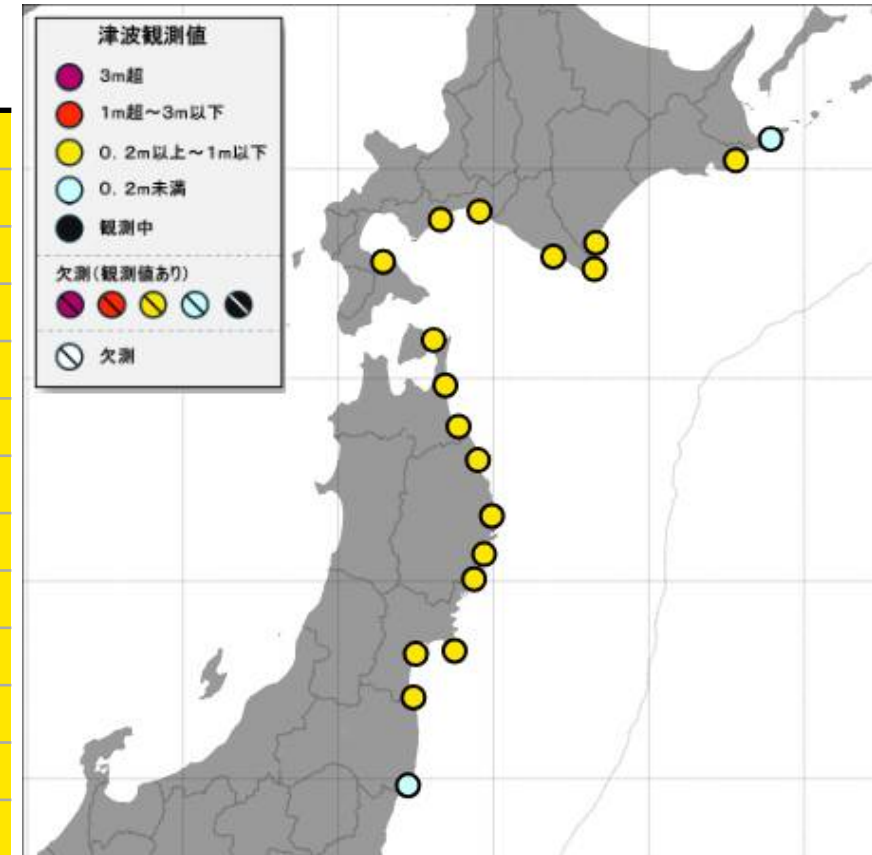 津波観測値
3m超
1m超～3m以下
0．2m以上～1m以下
0．2m未満
観測中
欠測(観測値あり)
欠測